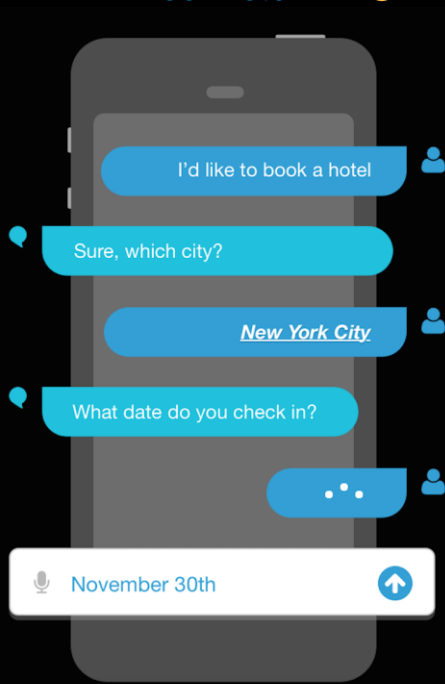 I'd like to book a hotel
Sure, which city?
New York City
What date do you check in?
November 30th